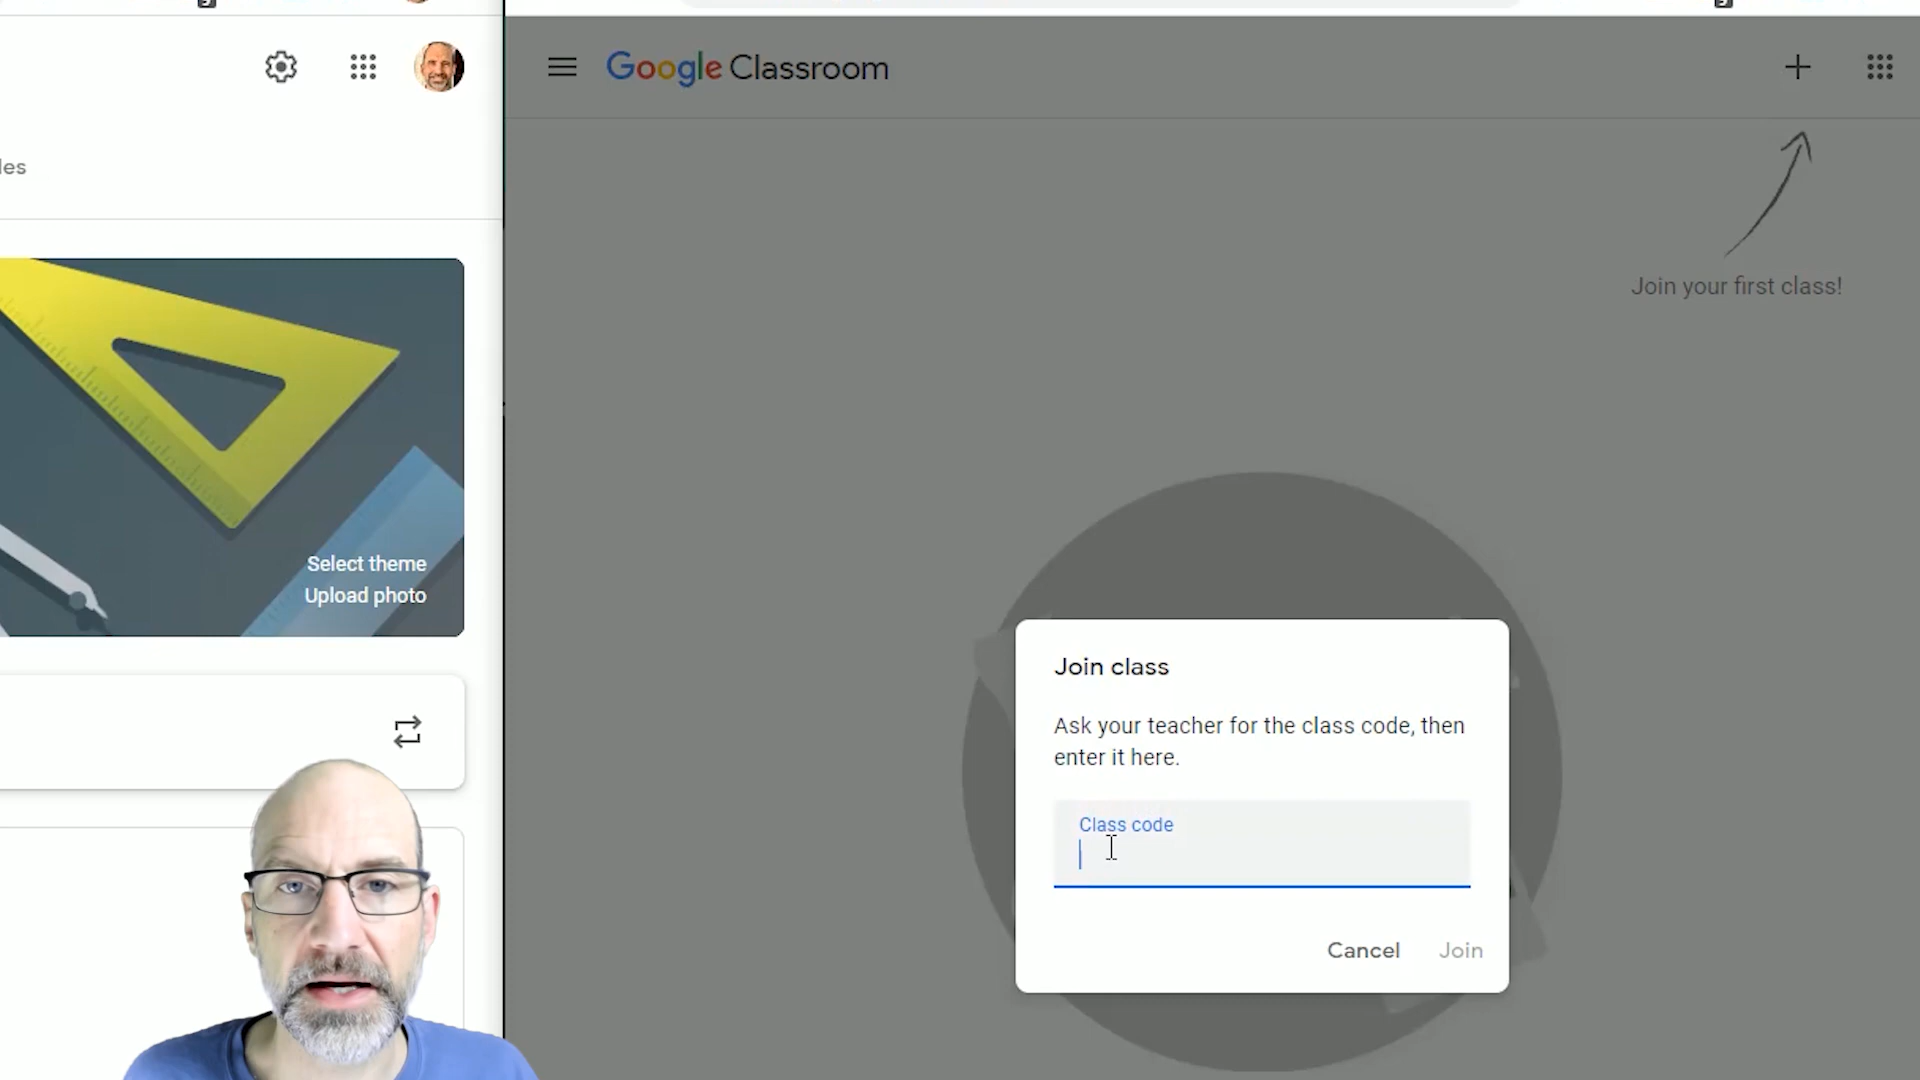 Google Classroom
les
Join your first class!
Select theme
Upload photo
Join class
Ask your teacher for the class code, then
enter it here.
Class code
Cancel
Join